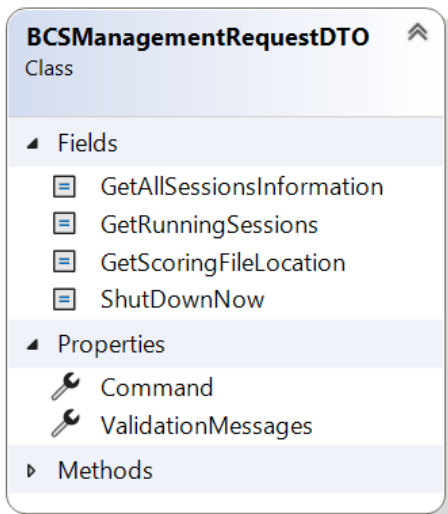 BCSManagementRequestDTO
Class
Fields
GetAllSessionsInformation
GetRunningSessions
GetScoringFileLocation
ShutDownNow
Properties
Command
ValidationMessages
Methods